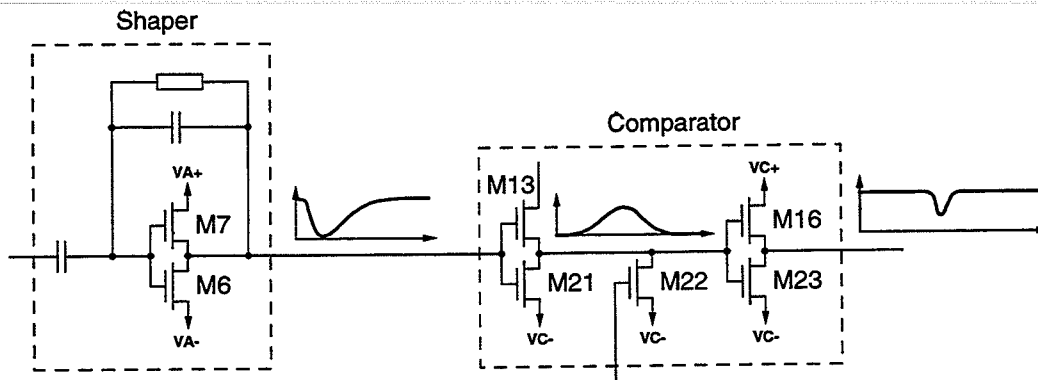 Shaper
Comparator
VA+
M7
M6
VA-
M13
M21
VC-
M22
VC-
VC+
M16
M23
VC-